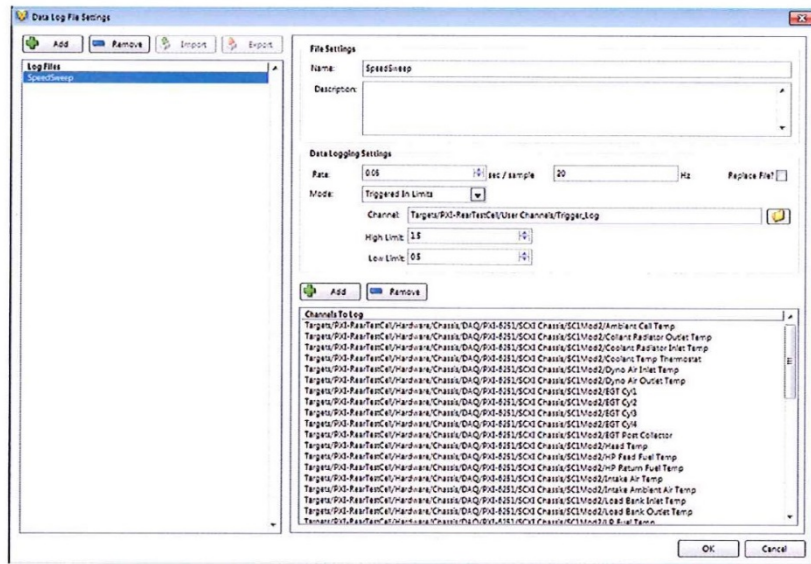 Data Log File Settings
Add Remove Import Export
Log Files
SpeedSweep
File Settings
Name: SpeedSweep
Description:
Data Logging Settings
Rate: 0.05 sec / sample 20 Hz Replace File?
Mode: Triggered In Limits
Channel: Targets/PXI-RearTestCell/User Channels/Trigger_Log
High Limit: 1.5
Low Limit: 0.5
Add Remove
Channels To Log
Targets/PXI-RearTestCell/Hardware/Chassis/DAQ/PXI-6251/SCXI Chassis/SC1Mod2/Ambient Cell Temp
Targets/PXI-RearTestCell/Hardware/Chassis/DAQ/PXI-6251/SCXI Chassis/SC1Mod2/Collant Radiator Outlet Temp
Targets/PXI-RearTestCell/Hardware/Chassis/DAQ/PXI-6251/SCXI Chassis/SC1Mod2/Coolant Radiator Inlet Temp
Targets/PXI-RearTestCell/Hardware/Chassis/DAQ/PXI-6251/SCXI Chassis/SC1Mod2/Coolant Temp Thermostat
Targets/PXI-RearTestCell/Hardware/Chassis/DAQ/PXI-6251/SCXI Chassis/SC1Mod2/Dyno Air Inlet Temp
Targets/PXI-RearTestCell/Hardware/Chassis/DAQ/PXI-6251/SCXI Chassis/SC1Mod2/Dyno Air Outlet Temp
Targets/PXI-RearTestCell/Hardware/Chassis/DAQ/PXI-6251/SCXI Chassis/SC1Mod2/EGT Cyl1
Targets/PXI-RearTestCell/Hardware/Chassis/DAQ/PXI-6251/SCXI Chassis/SC1Mod2/EGT Cyl2
Targets/PXI-RearTestCell/Hardware/Chassis/DAQ/PXI-6251/SCXI Chassis/SC1Mod2/EGT Cyl3
Targets/PXI-RearTestCell/Hardware/Chassis/DAQ/PXI-6251/SCXI Chassis/SC1Mod2/EGT Cyl4
Targets/PXI-RearTestCell/Hardware/Chassis/DAQ/PXI-6251/SCXI Chassis/SC1Mod2/EGT Post Collector
Targets/PXI-RearTestCell/Hardware/Chassis/DAQ/PXI-6251/SCXI Chassis/SC1Mod2/Head Temp
Targets/PXI-RearTestCell/Hardware/Chassis/DAQ/PXI-6251/SCXI Chassis/SC1Mod2/HP Feed Fuel Temp
Targets/PXI-RearTestCell/Hardware/Chassis/DAQ/PXI-6251/SCXI Chassis/SC1Mod2/HP Return Fuel Temp
Targets/PXI-RearTestCell/Hardware/Chassis/DAQ/PXI-6251/SCXI Chassis/SC1Mod2/Intake Air Temp
Targets/PXI-RearTestCell/Hardware/Chassis/DAQ/PXI-6251/SCXI Chassis/SC1Mod2/Intake Ambient Air Temp
Targets/PXI-RearTestCell/Hardware/Chassis/DAQ/PXI-6251/SCXI Chassis/SC1Mod2/Load Bank Inlet Temp
Targets/PXI-RearTestCell/Hardware/Chassis/DAQ/PXI-6251/SCXI Chassis/SC1Mod2/Load Bank Outlet Temp
Targets/PXI-RearTestCell/Hardware/Chassis/DAQ/PXI-6251/SCXI Chassis/SC1Mod2/LP Fuel Temp
OK Cancel